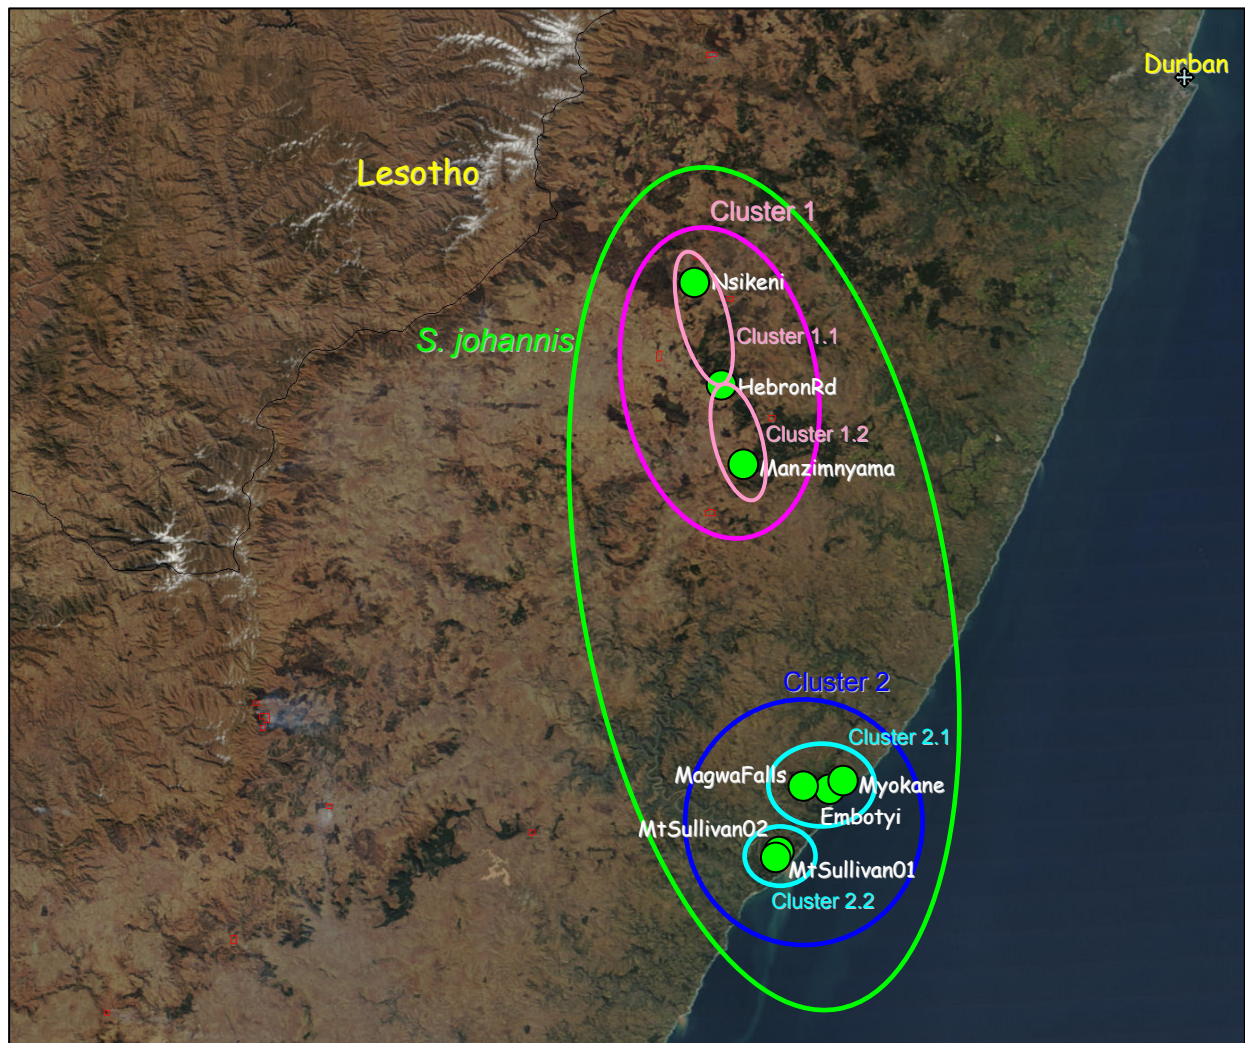 Durban
Lesotho
Cluster 1
Nsikeni
Cluster 1.1
S. johannis
HebronRd
Cluster 1.2
Manzimnyama
Cluster 2
Cluster 2.1
MagwaFalls
Myokane
Embotyi
MtSullivan02
MtSullivan01
Cluster 2.2